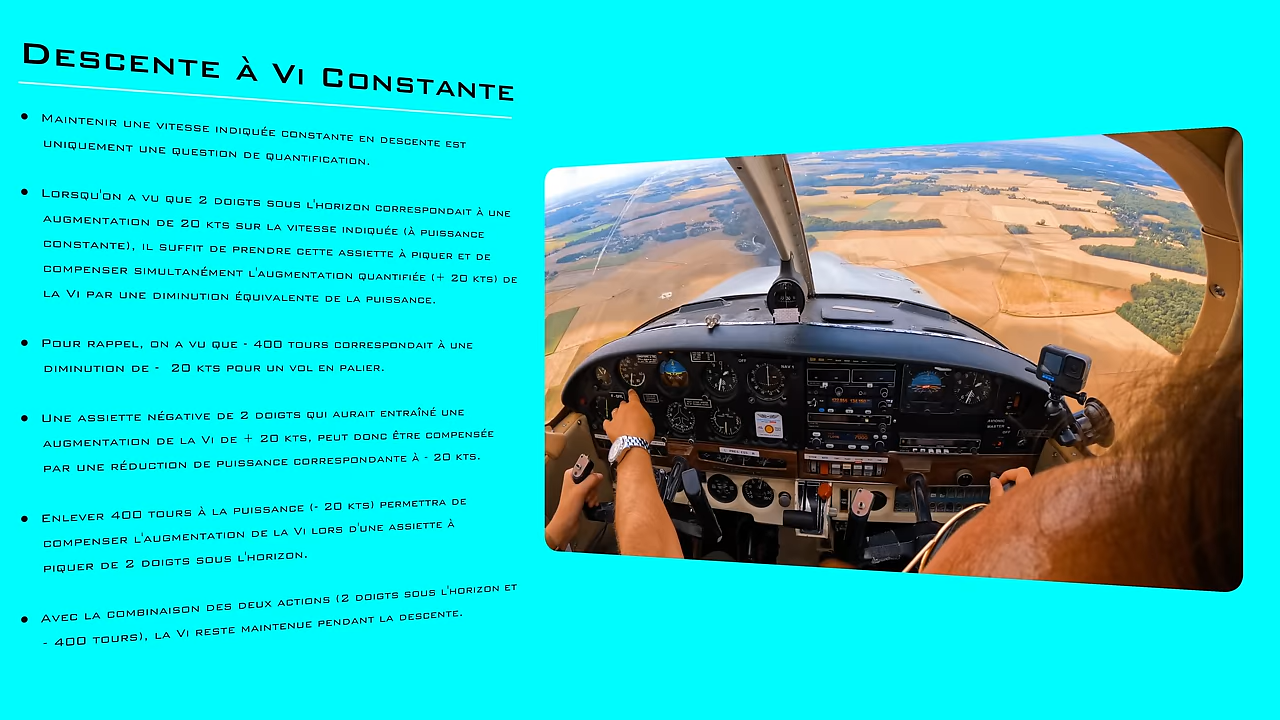 Descente à Vi Constante
• Maintenir une vitesse indiquée constante en descente est
uniquement une question de quantification.
• Lorsqu'on a vu que 2 doigts sous l'horizon correspondait à une
augmentation de 20 kts sur la vitesse indiquée (à puissance
constante), il suffit de prendre cette assiette à piquer et de
compenser simultanément l'augmentation quantifiée (+ 20 kts) de
la Vi par une diminution équivalente de la puissance.
• Pour rappel, on a vu que - 400 tours correspondait à une
diminution de -  20 kts pour un vol en palier.
• Une assiette négative de 2 doigts qui aurait entraîné une
augmentation de la Vi de + 20 kts, peut donc être compensée
par une réduction de puissance correspondante à - 20 kts.
• Enlever 400 tours à la puissance (- 20 kts) permettra de
compenser l'augmentation de la Vi lors d'une assiette à
piquer de 2 doigts sous l'horizon.
• Avec la combinaison des deux actions (2 doigts sous l'horizon et
- 400 tours), la Vi reste maintenue pendant la descente.
OFF
NAV 1
AVIONIC
MASTER
OFF